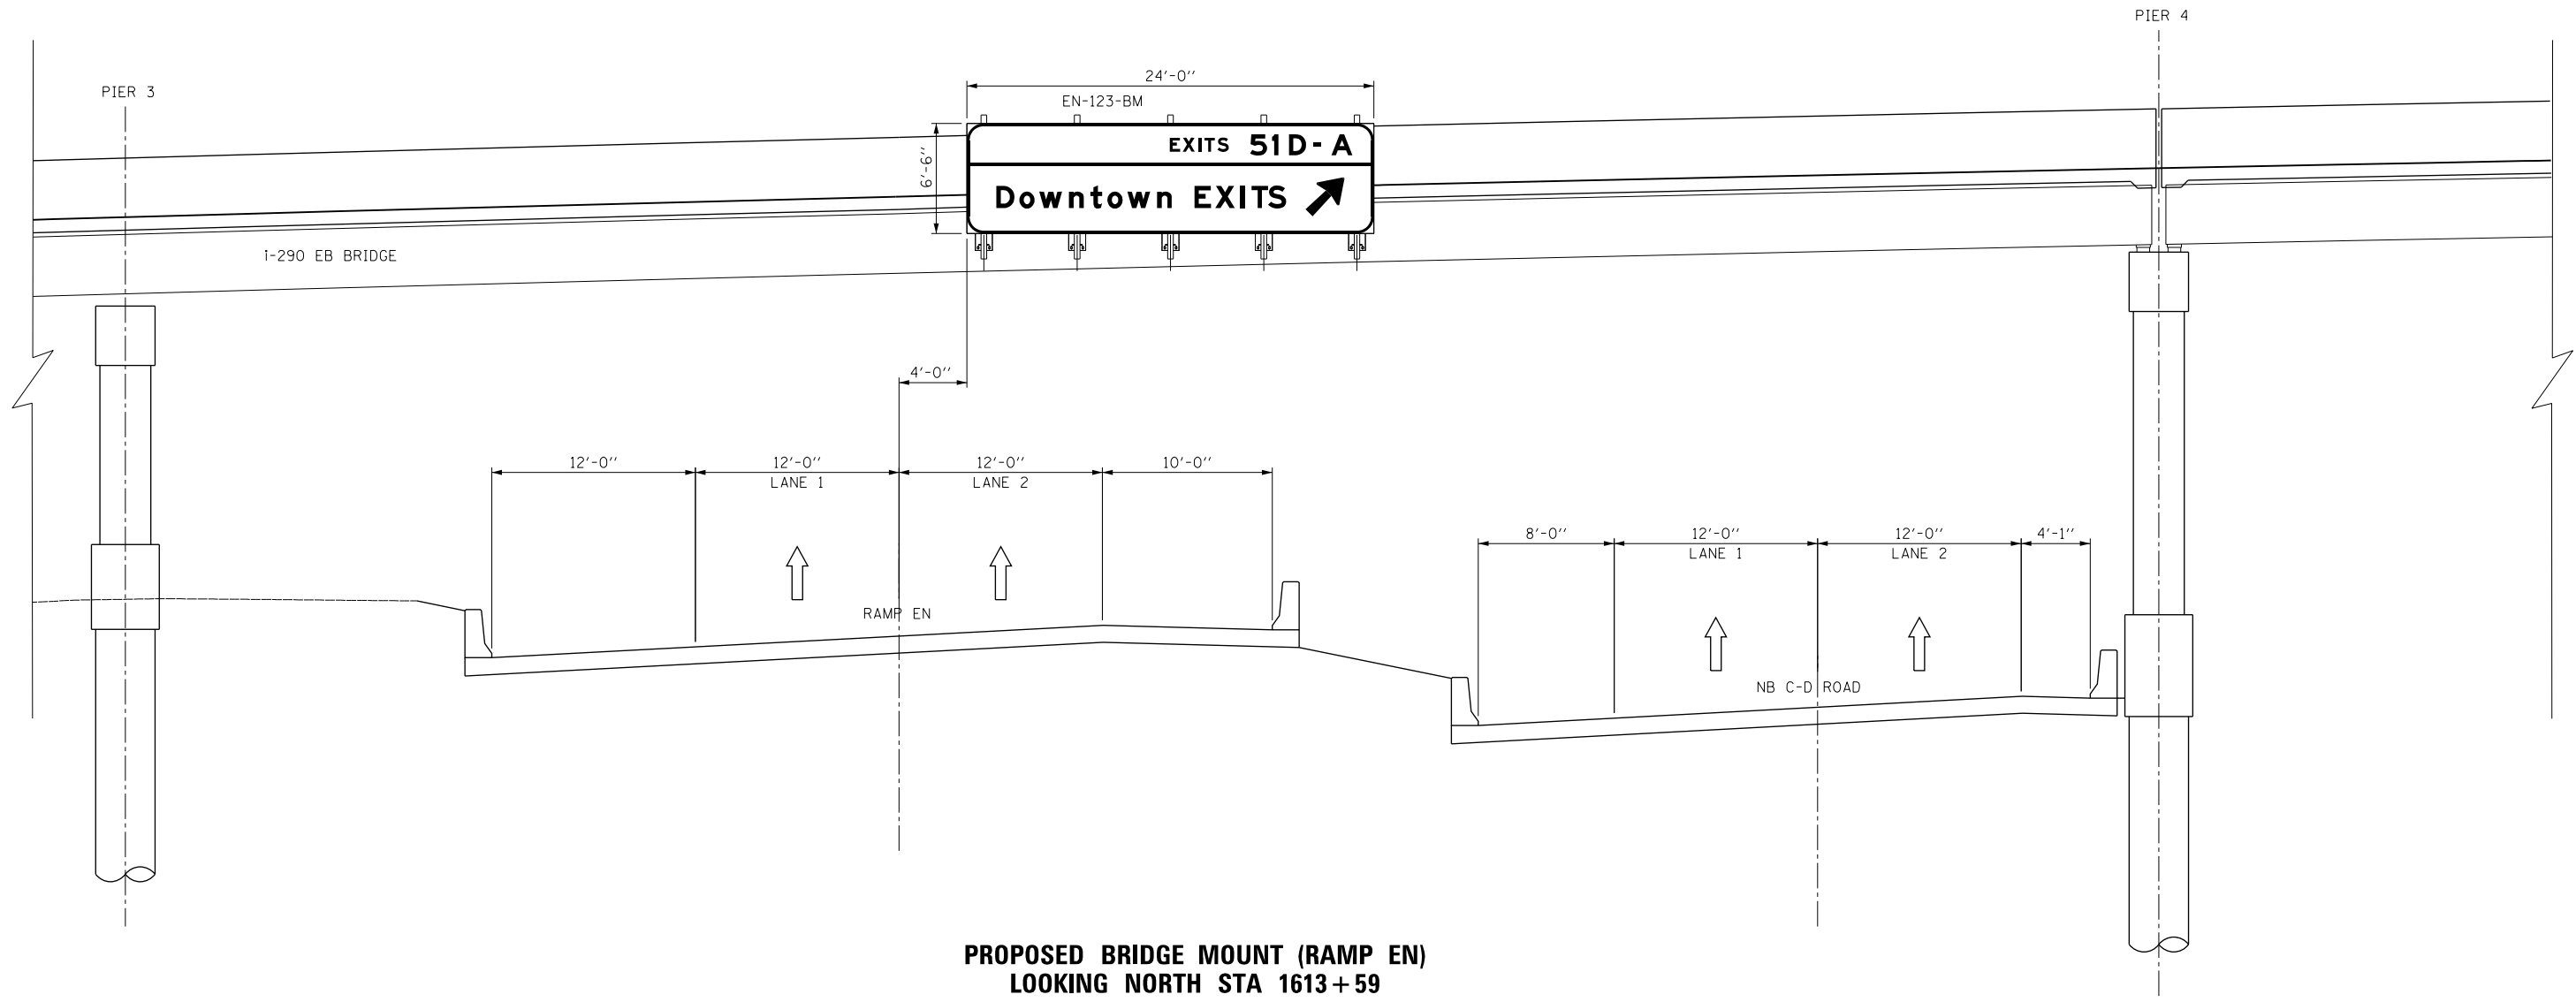 PIER 4
PIER 3
24'-0''
EN-123-BM
6'-6''
EXITS 51D-A
Downtown EXITS
i-290 EB BRIDGE
4'-0''
12'-0'' 12'-0'' 12'-0'' 10'-0''
LANE 1 LANE 2
8'-0'' 12'-0'' 12'-0'' 4'-1''
LANE 1 LANE 2
RAMP EN
NB C-D ROAD
PROPOSED BRIDGE MOUNT (RAMP EN)
LOOKING NORTH STA 1613+59